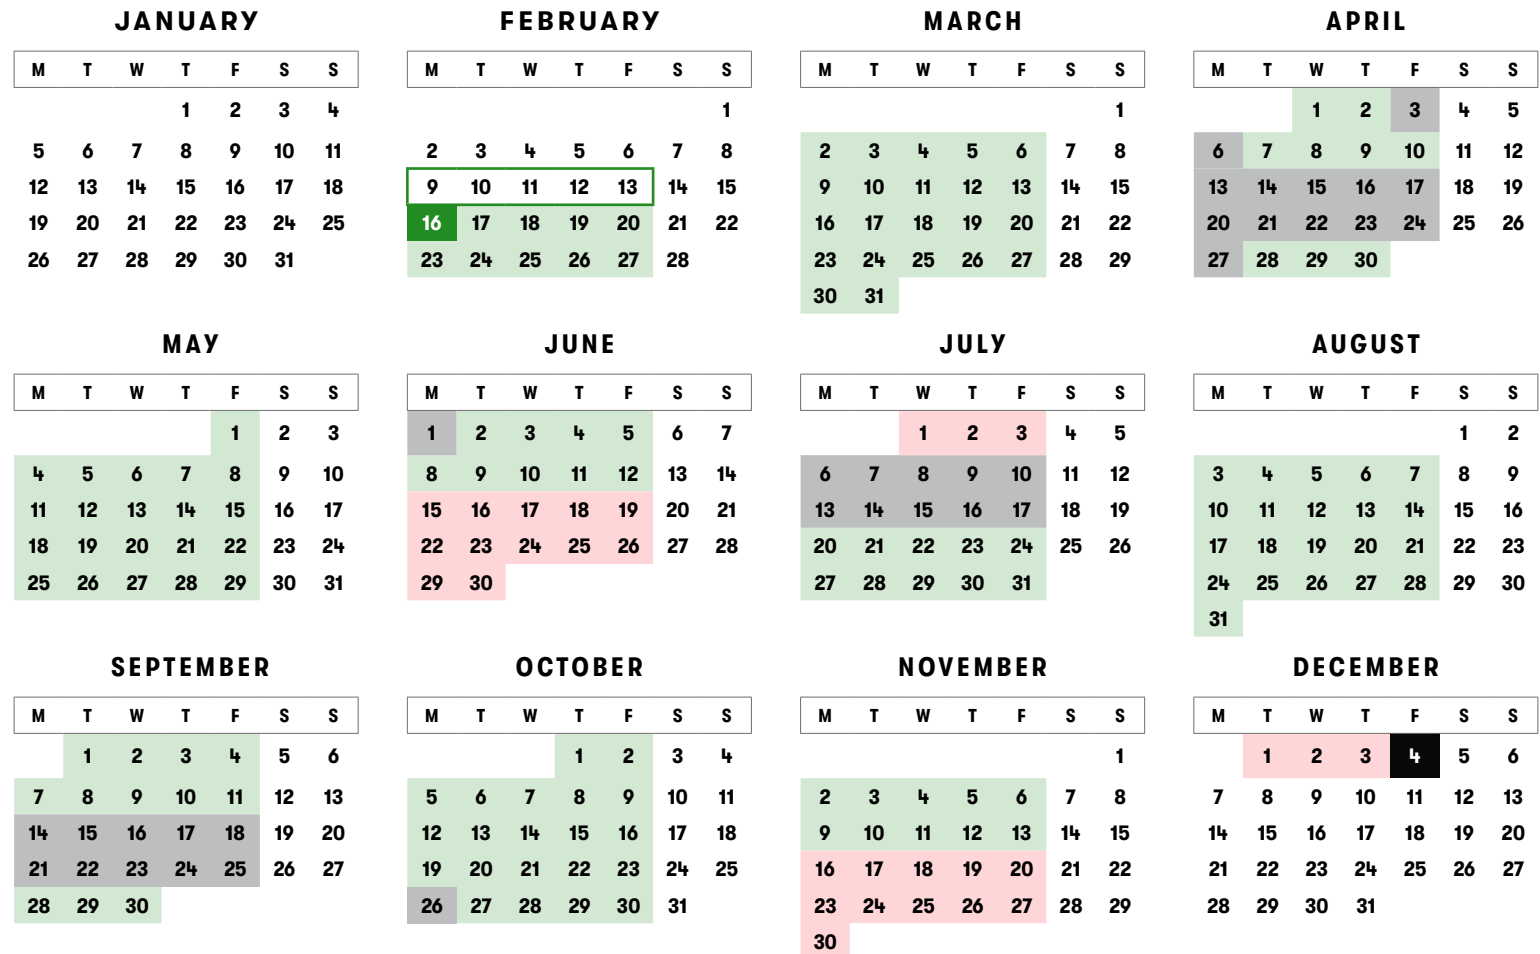 JANUARY FEBRUARY MARCH APRIL
M T W T F S S M T W T F S S M T W T F S S M T W T F S S
1 2 3 4 1 1 1 2 3 4 5
5 6 7 8 9 10 11 2 3 4 5 6 7 8 2 3 4 5 6 7 8 6 7 8 9 10 11 12
12 13 14 15 16 17 18 9 10 11 12 13 14 15 9 10 11 12 13 14 15 13 14 15 16 17 18 19
19 20 21 22 23 24 25 16 17 18 19 20 21 22 16 17 18 19 20 21 22 20 21 22 23 24 25 26
26 27 28 29 30 31 23 24 25 26 27 28 23 24 25 26 27 28 29 27 28 29 30
30 31
MAY JUNE JULY AUGUST
M T W T F S S M T W T F S S M T W T F S S M T W T F S S
1 2 3 1 2 3 4 5 6 7 1 2 3 4 5 1 2
4 5 6 7 8 9 10 8 9 10 11 12 13 14 6 7 8 9 10 11 12 3 4 5 6 7 8 9
11 12 13 14 15 16 17 15 16 17 18 19 20 21 13 14 15 16 17 18 19 10 11 12 13 14 15 16
18 19 20 21 22 23 24 22 23 24 25 26 27 28 20 21 22 23 24 25 26 17 18 19 20 21 22 23
25 26 27 28 29 30 31 29 30 27 28 29 30 31 24 25 26 27 28 29 30
31
SEPTEMBER OCTOBER NOVEMBER DECEMBER
M T W T F S S M T W T F S S M T W T F S S M T W T F S S
1 2 3 4 5 6 1 2 3 4 1 1 2 3 4 5 6
7 8 9 10 11 12 13 5 6 7 8 9 10 11 2 3 4 5 6 7 8 7 8 9 10 11 12 13
14 15 16 17 18 19 20 12 13 14 15 16 17 18 9 10 11 12 13 14 15 14 15 16 17 18 19 20
21 22 23 24 25 26 27 19 20 21 22 23 24 25 16 17 18 19 20 21 22 21 22 23 24 25 26 27
28 29 30 26 27 28 29 30 31 23 24 25 26 27 28 29 28 29 30 31
30